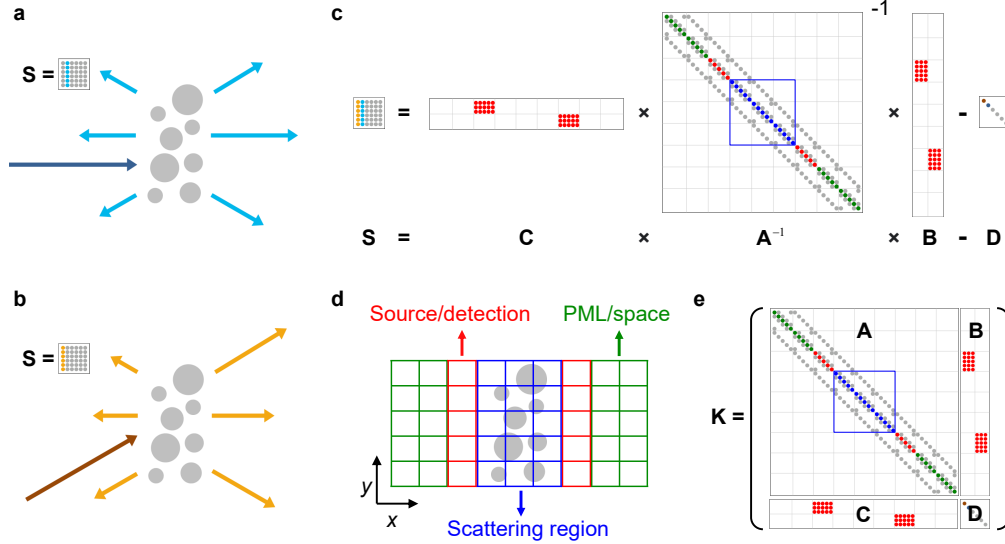 a
S =
b
S =
c
-1
= × × -
S = C × A⁻¹ × B - D
d
Source/detection PML/space
y
x
Scattering region
e
K =
A B
C D